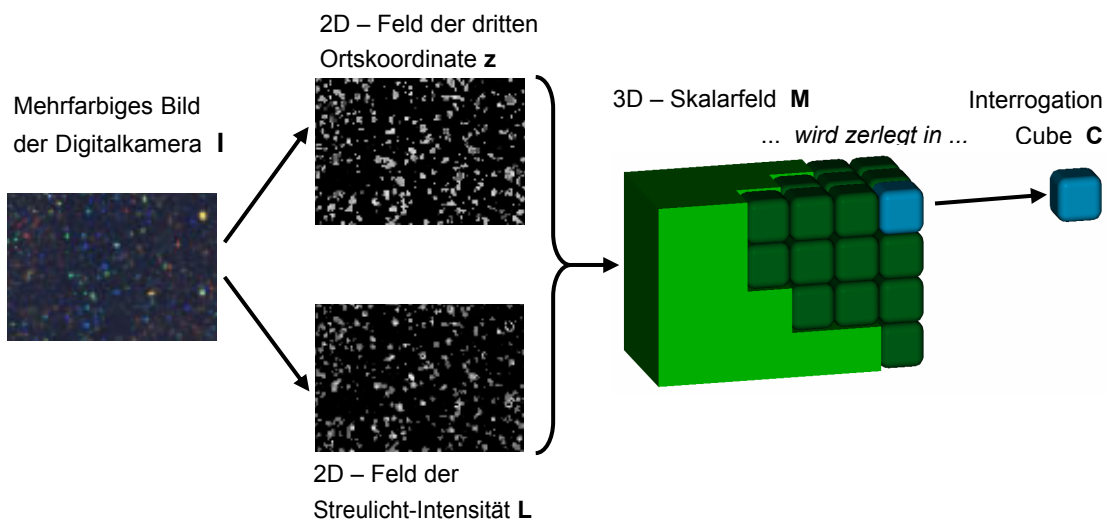 Mehrfarbiges Bild
der Digitalkamera I
2D – Feld der dritten
Ortskoordinate z
2D – Feld der
Streulicht-Intensität L
3D – Skalarfeld M
... wird zerlegt in ...
Interrogation
Cube C